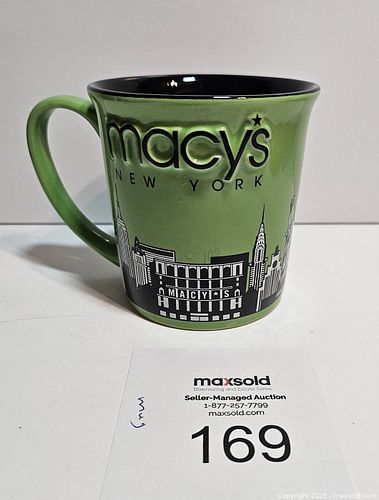 macy's
NEW YORK
MACY★S
maxsold
Downsizing and Estate Sales
Seller-Managed Auction
1-877-257-7799
maxsold.com
169
Copyright 2025 - maxsold.com